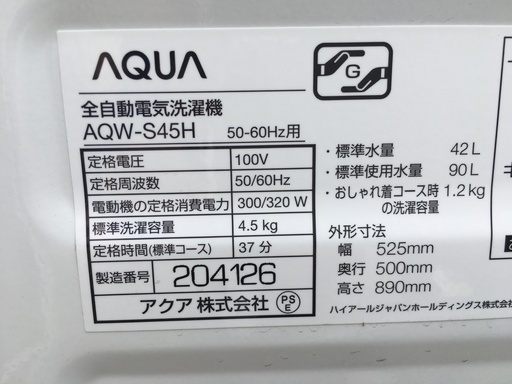 AQUA
G
全自動電気洗濯機
AQW-S45H 50-60Hz用
定格電圧 100V
定格周波数 50/60Hz
電動機の定格消費電力 300/320 W
標準洗濯容量 4.5 kg
定格時間(標準コース) 37 分
製造番号 204126
アクア 株式会社
PS
E
・標準水量 42 L
・標準使用水量 90 L
・おしゃれ着コース時 1.2 kg
の洗濯容量
外形寸法
幅 525mm
奥行 500mm
高さ 890mm
ハイアールジャパンホールディングス株式会